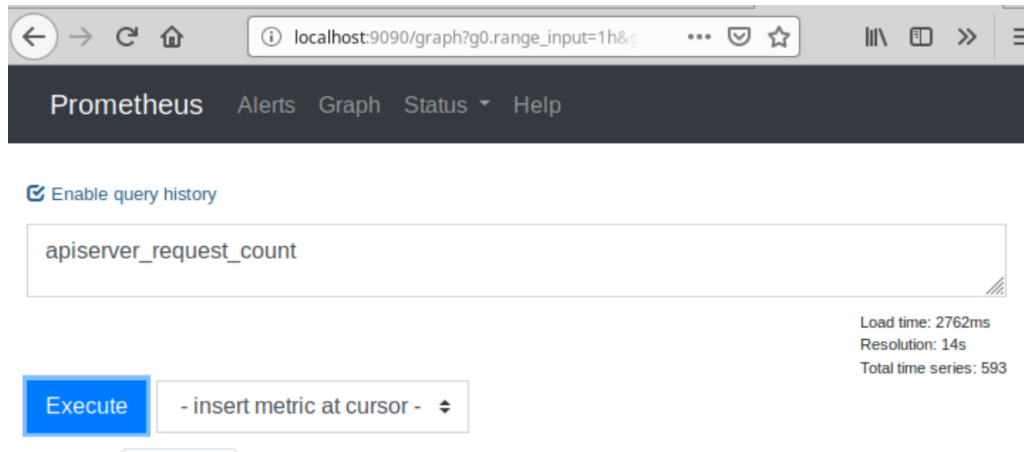 localhost:9090/graph?g0.range_input=1h&g
Prometheus Alerts Graph Status Help
Enable query history
apiserver_request_count
Load time: 2762ms
Resolution: 14s
Total time series: 593
Execute - insert metric at cursor -